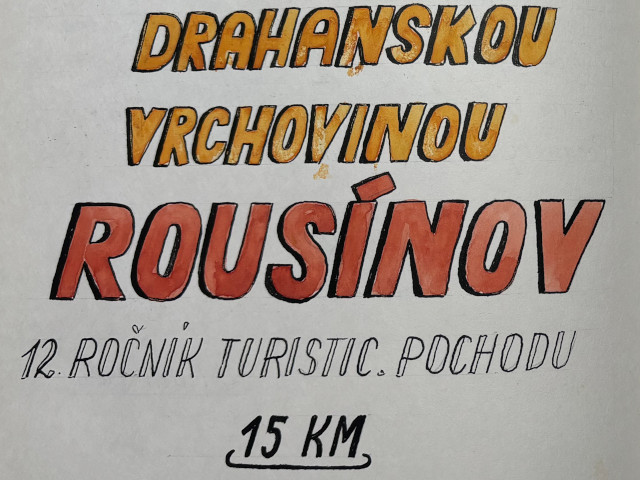 DRAHANSKOU
VRCHOVINOU
ROUSÍNOV
12. ROČNÍK TURISTIC. POCHODU
15 KM